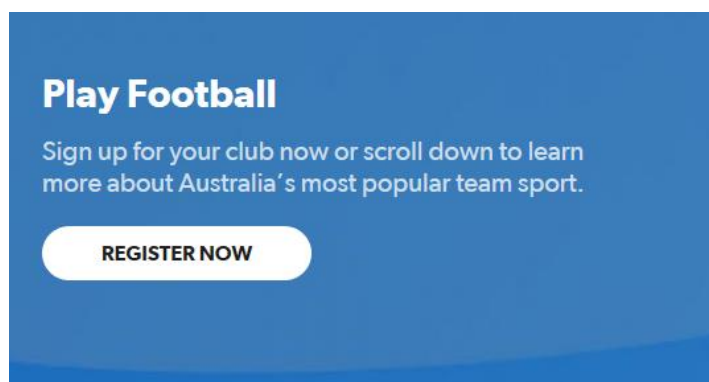 Play Football
Sign up for your club now or scroll down to learn
more about Australia´s most popular team sport.
REGISTER NOW